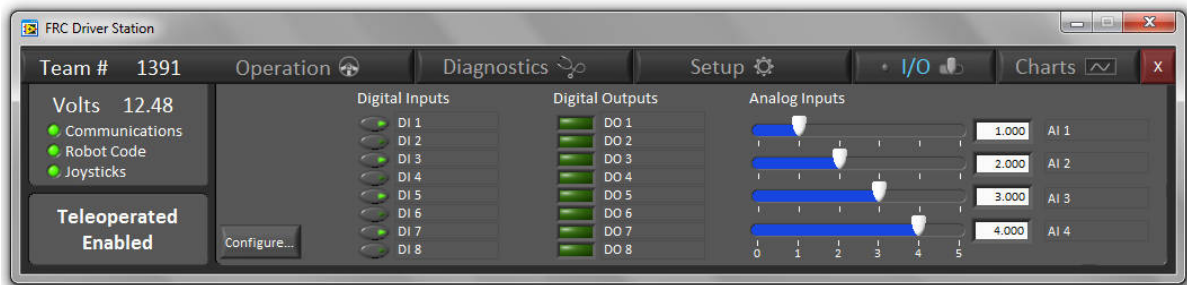 FRC Driver Station
X
Team # 1391
Operation
Diagnostics
Setup
I/O
Charts
X
Volts 12.48
Communications
Robot Code
Joysticks
Teleoperated
Enabled
Configure...
Digital Inputs
DI 1
DI 2
DI 3
DI 4
DI 5
DI 6
DI 7
DI 8
Digital Outputs
DO 1
DO 2
DO 3
DO 4
DO 5
DO 6
DO 7
DO 8
Analog Inputs
1.000 AI 1
2.000 AI 2
3.000 AI 3
4.000 AI 4
0 1 2 3 4 5